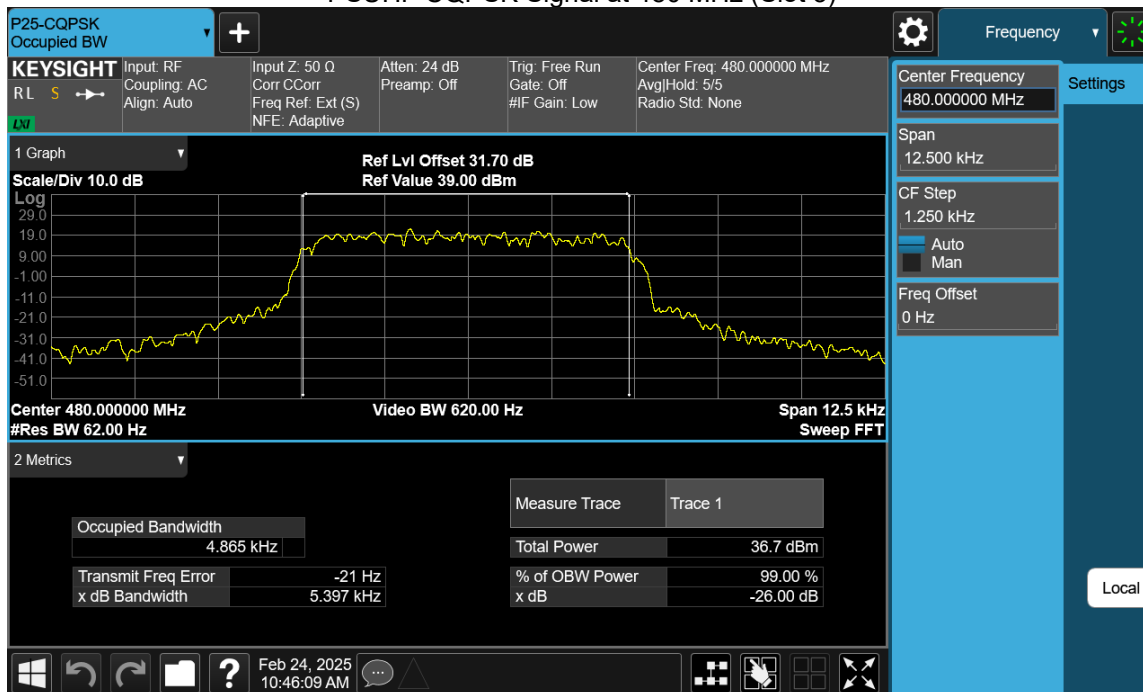 P25-CQPSK
Occupied BW
Frequency
KEYSIGHT
RL S
LXI
Input: RF
Coupling: AC
Align: Auto
Input Z: 50 Ω
Corr CCorr
Freq Ref: Ext (S)
NFE: Adaptive
Atten: 24 dB
Preamp: Off
Trig: Free Run
Gate: Off
#IF Gain: Low
Center Freq: 480.000000 MHz
Avg|Hold: 5/5
Radio Std: None
Center Frequency
480.000000 MHz
Settings
Span
12.500 kHz
CF Step
1.250 kHz
Auto
Man
Freq Offset
0 Hz
Local
1 Graph
Scale/Div 10.0 dB
Ref Lvl Offset 31.70 dB
Ref Value 39.00 dBm
Log
29.0
19.0
9.00
-1.00
-11.0
-21.0
-31.0
-41.0
-51.0
Center 480.000000 MHz
Video BW 620.00 Hz
Span 12.5 kHz
#Res BW 62.00 Hz
Sweep FFT
2 Metrics
Measure Trace Trace 1
Occupied Bandwidth
4.865 kHz
Total Power 36.7 dBm
Transmit Freq Error -21 Hz
% of OBW Power 99.00 %
x dB Bandwidth 5.397 kHz
x dB -26.00 dB
?
Feb 24, 2025
10:46:09 AM